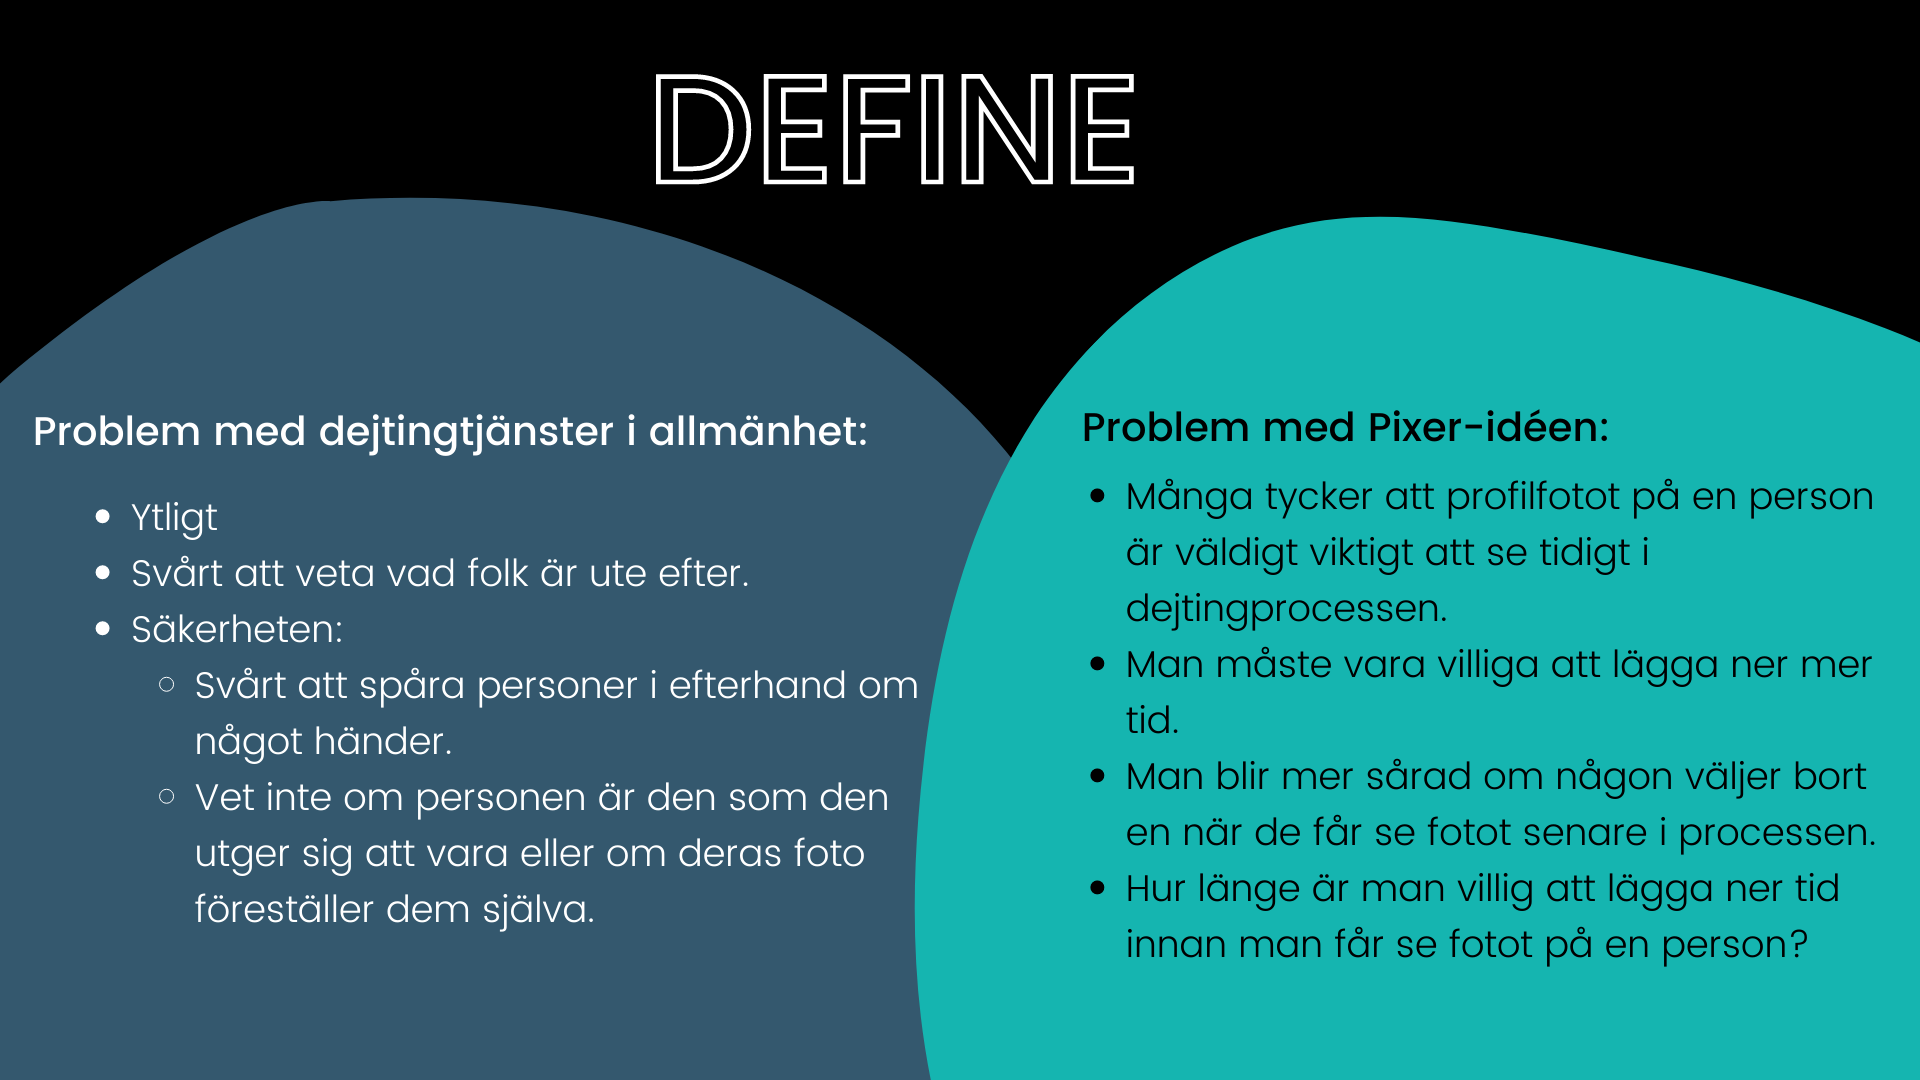 DEFINE
Problem med dejtingtjänster i allmänhet:
Ytligt
Svårt att veta vad folk är ute efter.
Säkerheten:
Svårt att spåra personer i efterhand om
något händer.
Vet inte om personen är den som den
utger sig att vara eller om deras foto
föreställer dem själva.
Problem med Pixer-idéen:
Många tycker att profilfotot på en person
är väldigt viktigt att se tidigt i
dejtingprocessen.
Man måste vara villiga att lägga ner mer
tid.
Man blir mer sårad om någon väljer bort
en när de får se fotot senare i processen.
Hur länge är man villig att lägga ner tid
innan man får se fotot på en person?